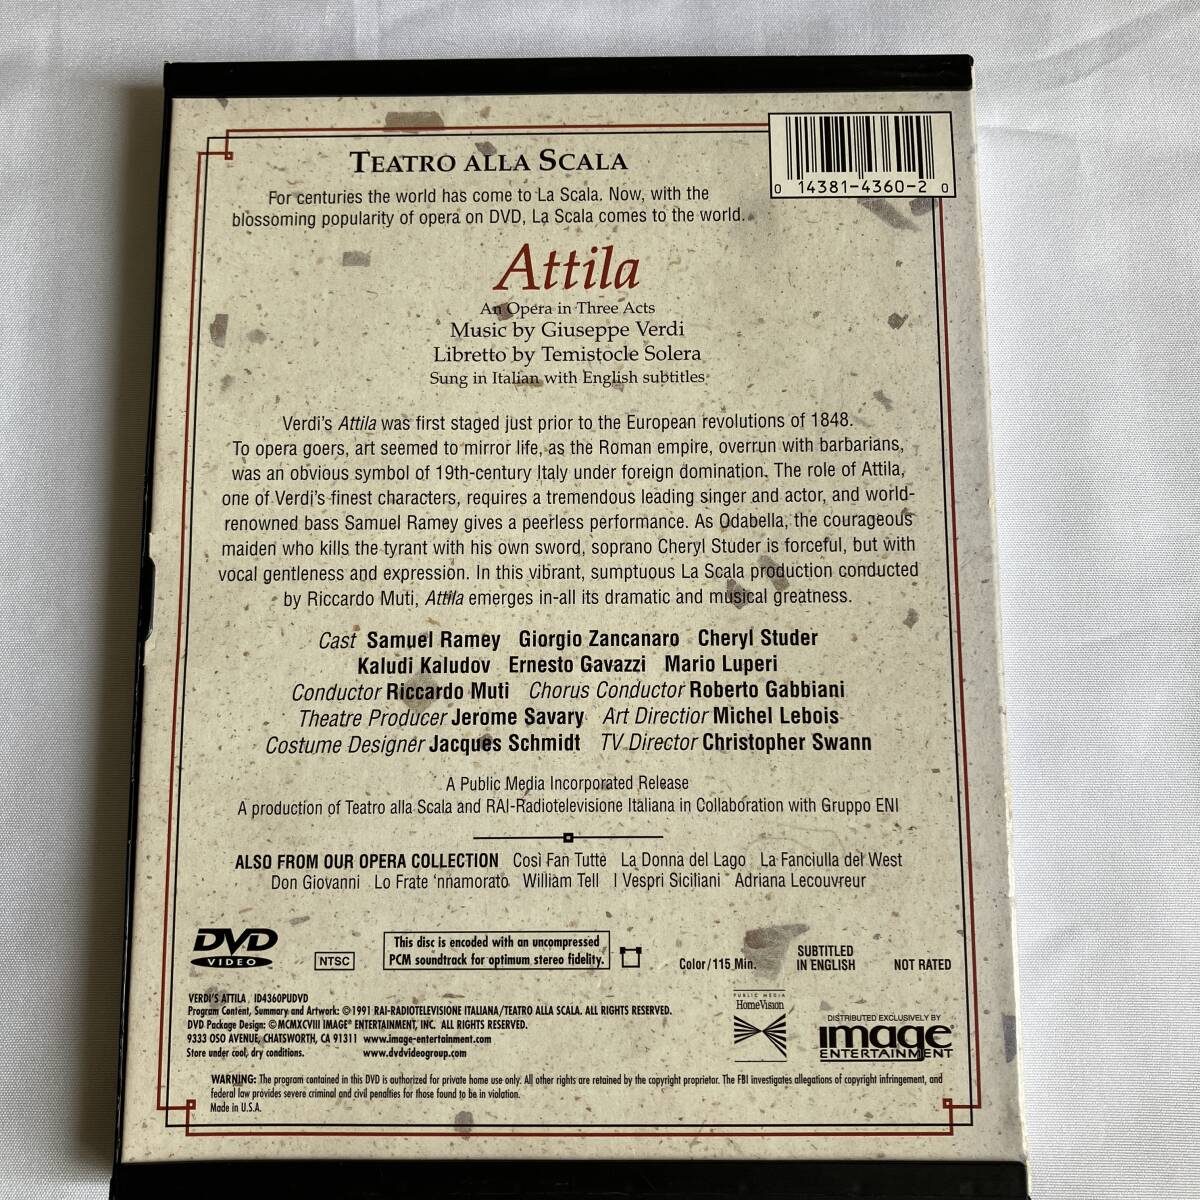 TEATRO ALLA SCALA
For centuries the world has come to La Scala. Now, with the
blossoming popularity of opera on DVD, La Scala comes to the world.
0 14381-4360-2 0
Attila
An Opera in Three Acts
Music by Giuseppe Verdi
Libretto by Temistocle Solera
Sung in Italian with English subtitles
Verdi's Attila was first staged just prior to the European revolutions of 1848.
To opera goers, art seemed to mirror life, as the Roman empire, overrun with barbarians,
was an obvious symbol of 19th-century Italy under foreign domination. The role of Attila,
one of Verdi's finest characters, requires a tremendous leading singer and actor, and world-
renowned bass Samuel Ramey gives a peerless performance. As Odabella, the courageous
maiden who kills the tyrant with his own sword, soprano Cheryl Studer is forceful, but with
vocal gentleness and expression. In this vibrant, sumptuous La Scala production conducted
by Riccardo Muti, Attila emerges in all its dramatic and musical greatness.
Cast Samuel Ramey Giorgio Zancanaro Cheryl Studer
Kaludi Kaludov Ernesto Gavazzi Mario Luperi
Conductor Riccardo Muti Chorus Conductor Roberto Gabbiani
Theatre Producer Jerome Savary Art Directior Michel Lebois
Costume Designer Jacques Schmidt TV Director Christopher Swann
A Public Media Incorporated Release
A production of Teatro alla Scala and RAI-Radiotelevisione Italiana in Collaboration with Gruppo ENI
ALSO FROM OUR OPERA COLLECTION Così Fan Tutte La Donna del Lago La Fanciulla del West
Don Giovanni Lo Frate 'nnamorato William Tell I Vespri Siciliani Adriana Lecouvreur
DVD
VIDEO
NTSC
This disc is encoded with an uncompressed
PCM soundtrack for optimum stereo fidelity.
Color/115 Min.
SUBTITLED
IN ENGLISH
NOT RATED
VERDI'S ATTILA ID4360PUDVD
Program Content, Summary and Artwork: ©1991 RAI-RADIOTELEVISIONE ITALIANA/TEATRO ALLA SCALA. ALL RIGHTS RESERVED.
DVD Package Design: ©MCMXCVIII IMAGE® ENTERTAINMENT, INC. ALL RIGHTS RESERVED.
9333 OSO AVENUE, CHATSWORTH, CA 91311 www.image-entertainment.com
Store under cool, dry conditions. www.dvdvideogroup.com
PUBLIC MEDIA
HomeVision
DISTRIBUTED EXCLUSIVELY BY
image
ENTERTAINMENT
WARNING: The program contained in this DVD is authorized for private home use only. All other rights are retained by the copyright proprietor. The FBI investigates allegations of copyright infringement, and
federal law provides severe criminal and civil penalties for those found to be in violation.
Made in U.S.A.